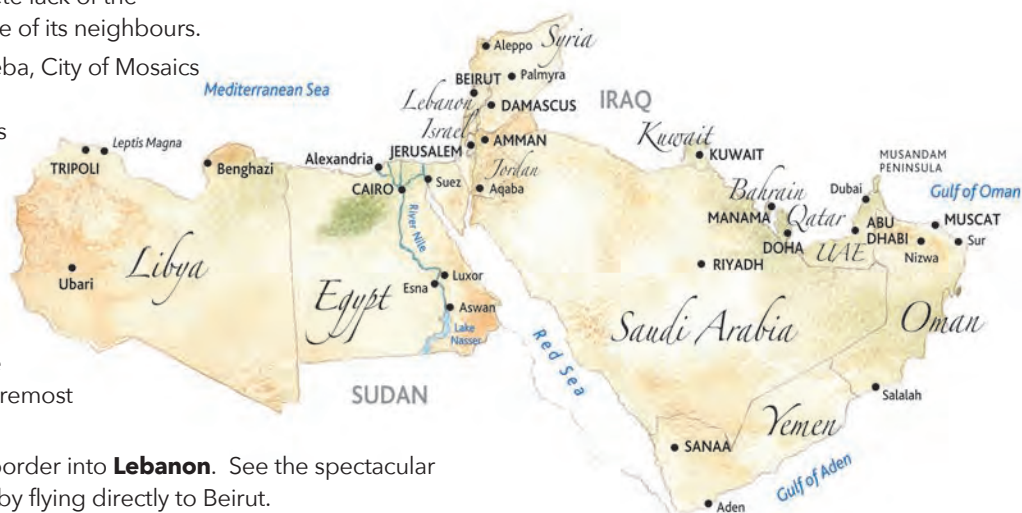 ete lack of the
e of its neighbours.
eba, City of Mosaics
s
remost
border into Lebanon. See the spectacular
by flying directly to Beirut.
Mediterranean Sea
Aleppo
Syria
BEIRUT
Palmyra
Lebanon
DAMASCUS
IRAQ
Israel
JERUSALEM
AMMAN
Jordan
Aqaba
Kuwait
KUWAIT
TRIPOLI
Leptis Magna
Benghazi
Alexandria
CAIRO
Suez
River Nile
Ubari
Libya
Egypt
Luxor
Esna
Aswan
Lake
Nasser
SUDAN
Red Sea
Bahrain
MANAMA
Qatar
DOHA
RIYADH
Saudi Arabia
Dubai
MUSANDAM
PENINSULA
Gulf of Oman
ABU
DHABI
UAE
MUSCAT
Sur
Nizwa
Oman
Salalah
Yemen
SANAA
Aden
Gulf of Aden